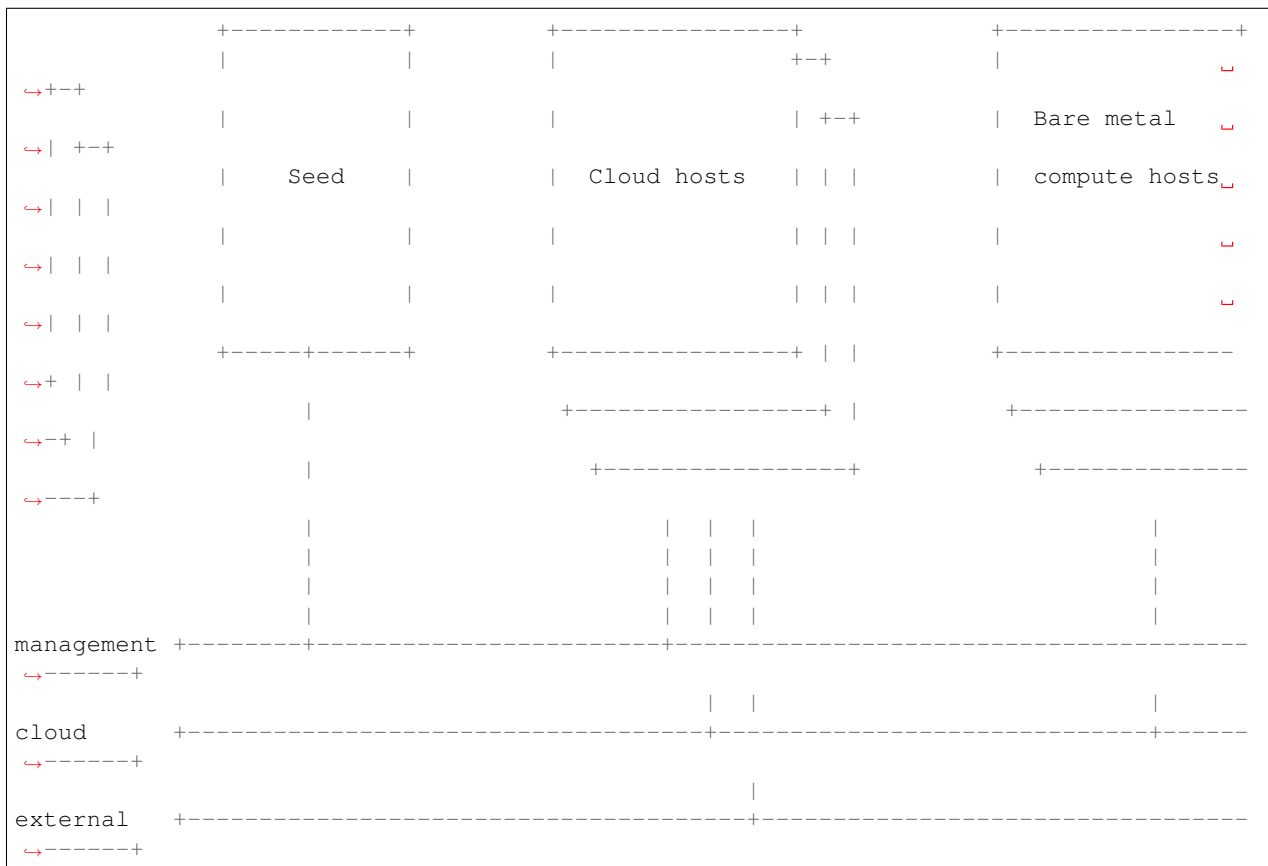 Bare metal
Seed Cloud hosts compute hosts
management
cloud
external